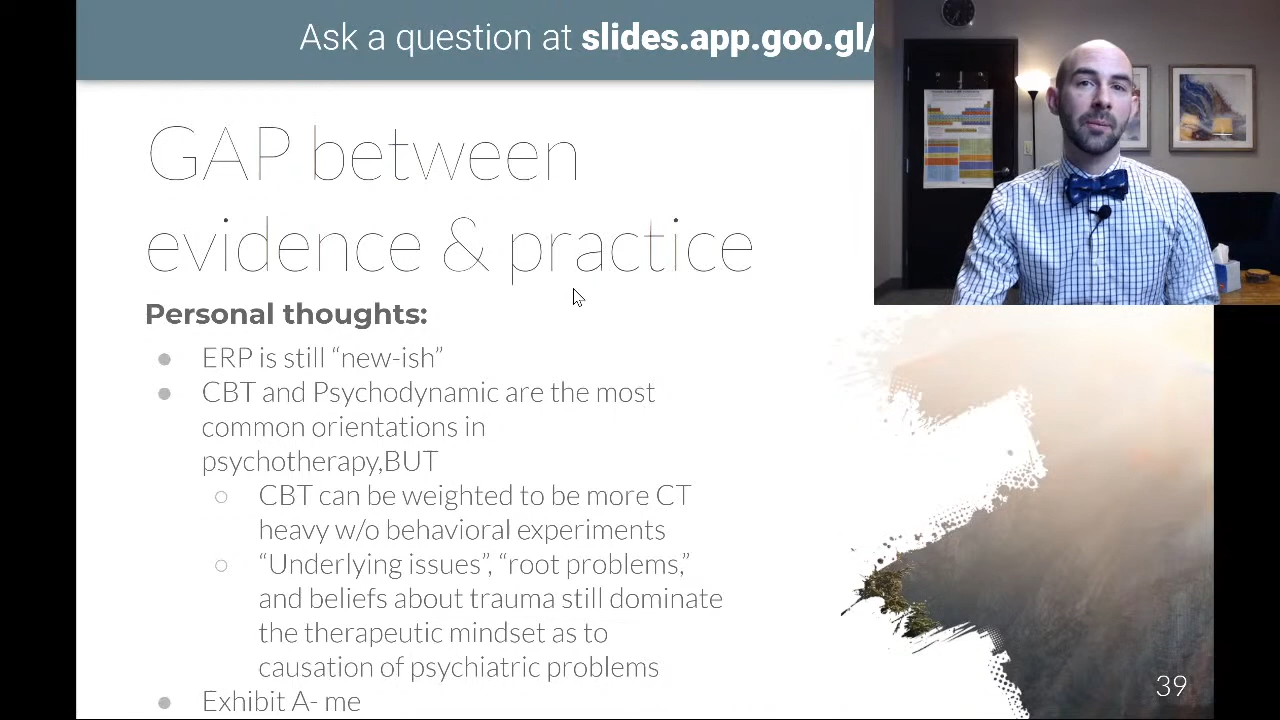 Ask a question at slides.app.goo.gl/
GAP between
evidence & practice
Personal thoughts:
● ERP is still “new-ish”
● CBT and Psychodynamic are the most
common orientations in
psychotherapy,BUT
○ CBT can be weighted to be more CT
heavy w/o behavioral experiments
○ “Underlying issues”, “root problems,”
and beliefs about trauma still dominate
the therapeutic mindset as to
causation of psychiatric problems
● Exhibit A- me
39